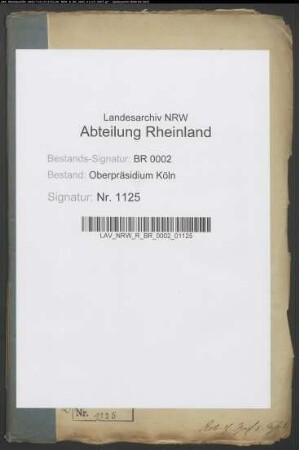 Landesarchiv NRW
Abteilung Rheinland
Bestands-Signatur: BR 0002
Bestand: Oberpräsidium Köln
Signatur: Nr. 1125
LAV_NRW_R_BR_0002_01125
Nr. 1125